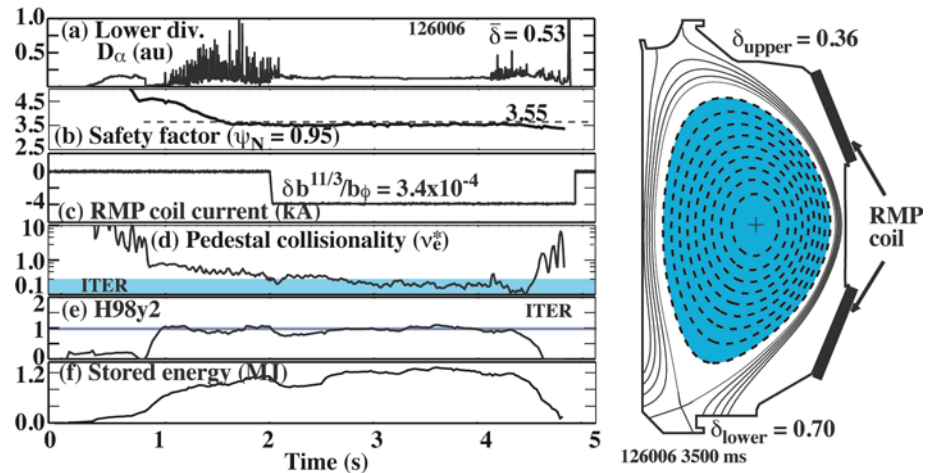 (a) Lower div.
Dα (au)
126006
δ̄ = 0.53
1.0
0.5
0
4.5
3.5
2.5
3.55
(b) Safety factor (ψN = 0.95)
0
-4
δb^11/3/bϕ = 3.4x10^-4
(c) RMP coil current (kA)
10
1.0
0.1
(d) Pedestal collisionality (ν*e)
ITER
2
1
0
(e) H98y2
ITER
1.2
0.0
(f) Stored energy (MJ)
0 1 2 3 4 5
Time (s)
δupper = 0.36
RMP
coil
δlower = 0.70
126006 3500 ms